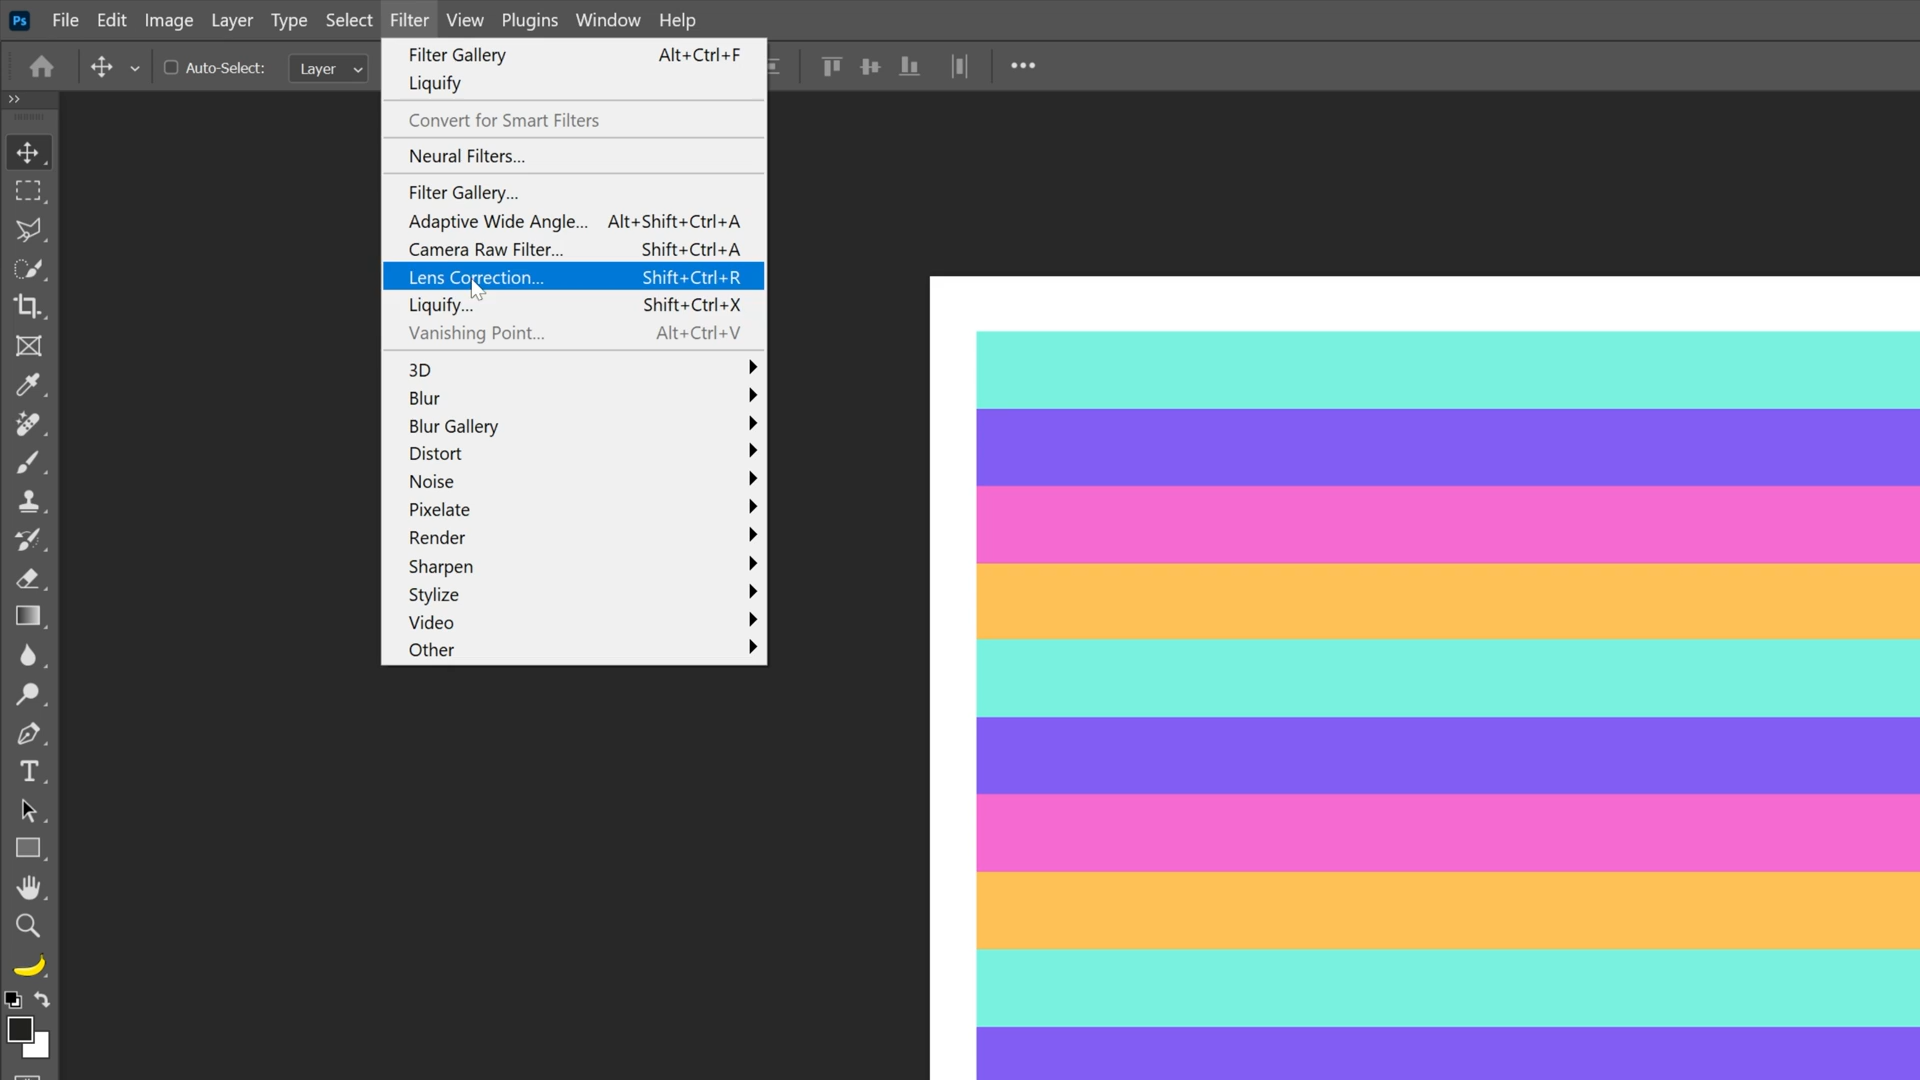 Ps File Edit Image Layer Type Select Filter View Plugins Window Help
Auto-Select: Layer
Filter Gallery Alt+Ctrl+F
Liquify
Convert for Smart Filters
Neural Filters...
Filter Gallery...
Adaptive Wide Angle... Alt+Shift+Ctrl+A
Camera Raw Filter... Shift+Ctrl+A
Lens Correction... Shift+Ctrl+R
Liquify... Shift+Ctrl+X
Vanishing Point... Alt+Ctrl+V
3D
Blur
Blur Gallery
Distort
Noise
Pixelate
Render
Sharpen
Stylize
Video
Other